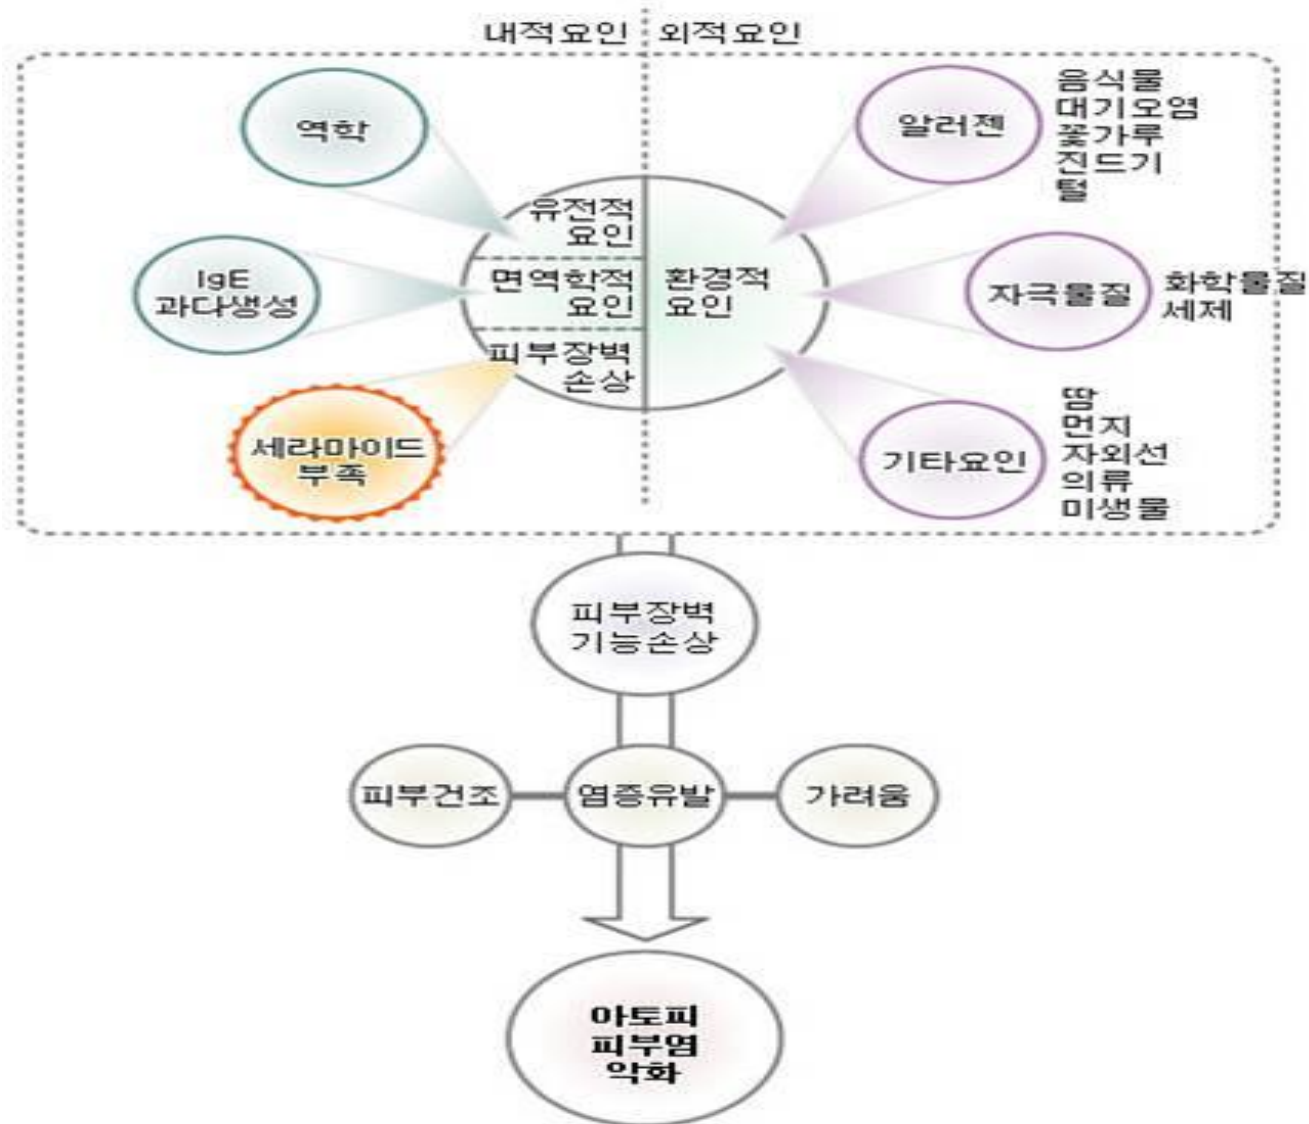 내적요인 외적요인
역학
IgE
과다생성
세라마이드
부족
유전적
요인
면역학적
요인
피부장벽
손상
환경적
요인
알러젠
음식물
대기오염
꽃가루
진드기
털
자극물질
화학물질
세제
기타요인
땀
먼지
자외선
의류
미생물
피부장벽
기능손상
피부건조
염증유발
가려움
아토피
피부염
악화